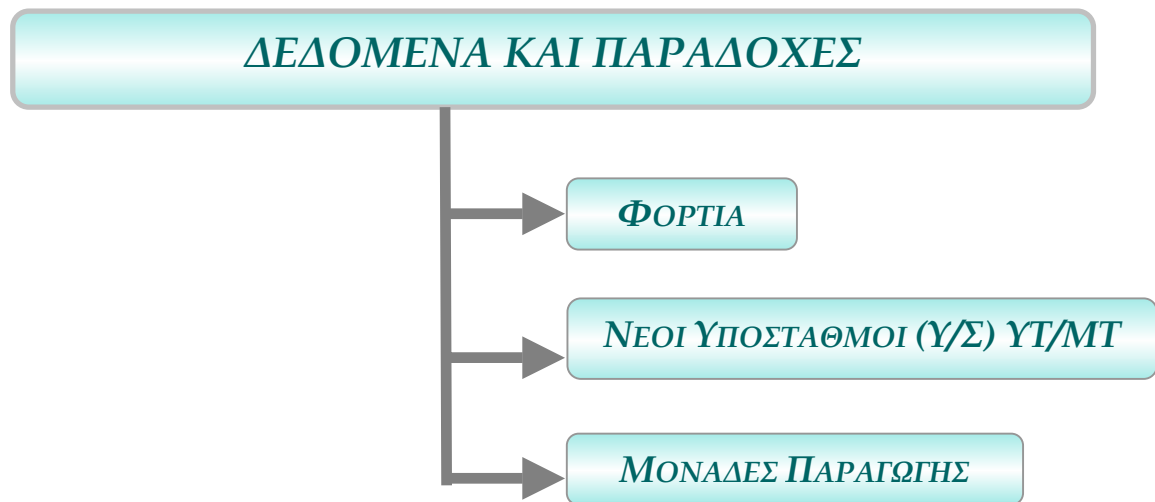 ΔΕΔΟΜΕΝΑ ΚΑΙ ΠΑΡΑΔΟΧΕΣ
ΦΟΡΤΙΑ
ΝΕΟΙ ΥΠΟΣΤΑΘΜΟΙ (Υ/Σ) ΥΤ/ΜΤ
ΜΟΝΑΔΕΣ ΠΑΡΑΓΩΓΗΣ